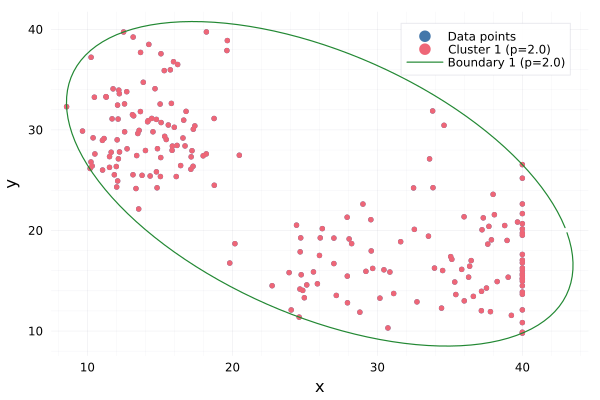 40
30
20
10
y
Data points
Cluster 1 (p=2.0)
Boundary 1 (p=2.0)
10 20 30 40
x